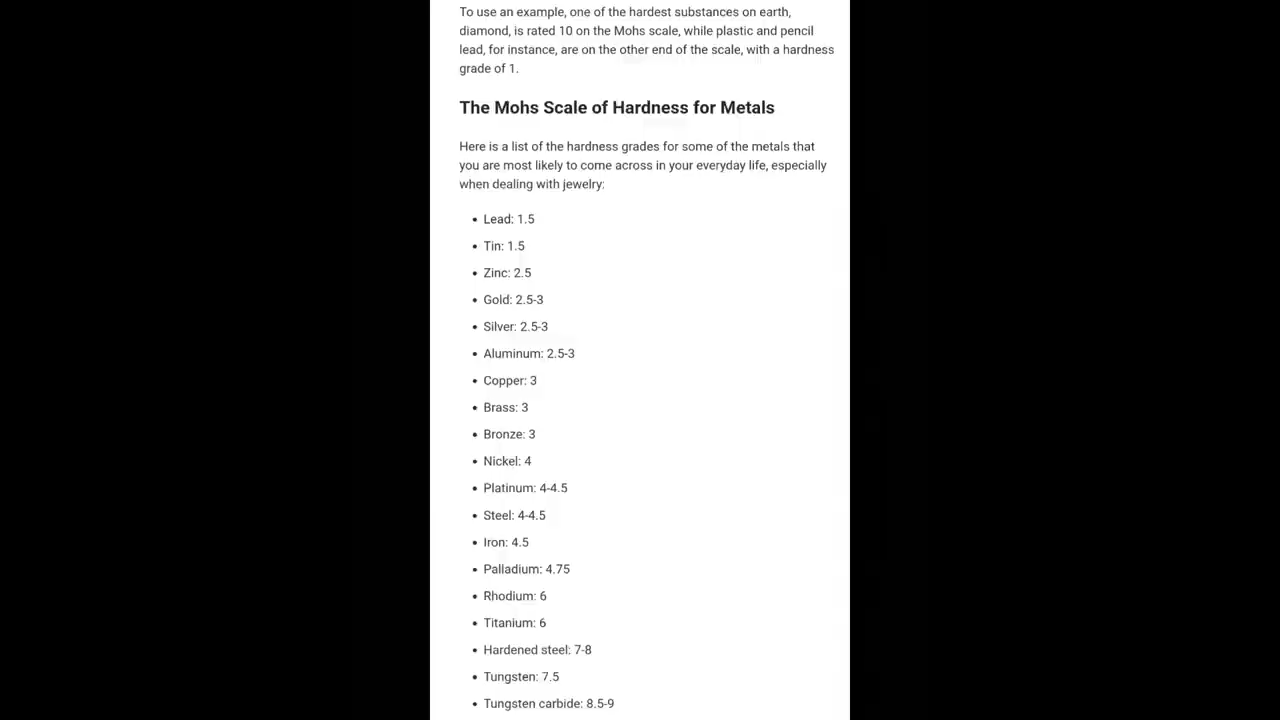 To use an example, one of the hardest substances on earth,
diamond, is rated 10 on the Mohs scale, while plastic and pencil
lead, for instance, are on the other end of the scale, with a hardness
grade of 1.
The Mohs Scale of Hardness for Metals
Here is a list of the hardness grades for some of the metals that
you are most likely to come across in your everyday life, especially
when dealing with jewelry:
• Lead: 1.5
• Tin: 1.5
• Zinc: 2.5
• Gold: 2.5-3
• Silver: 2.5-3
• Aluminum: 2.5-3
• Copper: 3
• Brass: 3
• Bronze: 3
• Nickel: 4
• Platinum: 4-4.5
• Steel: 4-4.5
• Iron: 4.5
• Palladium: 4.75
• Rhodium: 6
• Titanium: 6
• Hardened steel: 7-8
• Tungsten: 7.5
• Tungsten carbide: 8.5-9